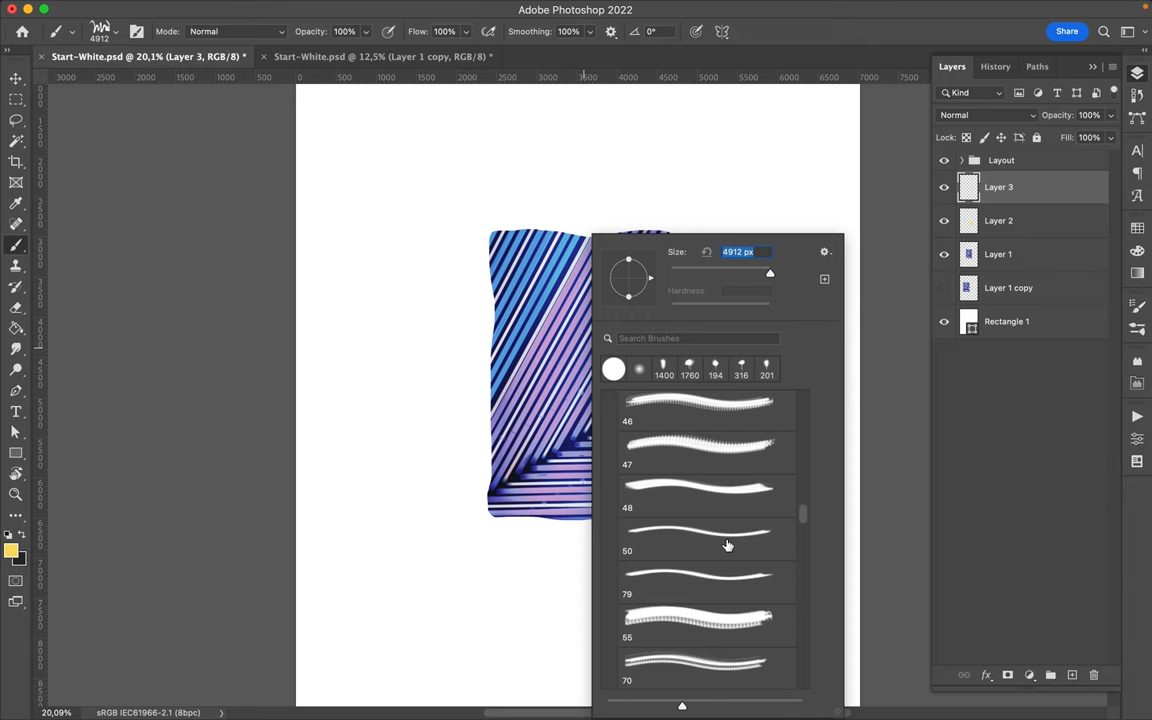 Adobe Photoshop 2022
4912
Mode: Normal
Opacity: 100%
Flow: 100%
Smoothing: 100%
0°
Share
Start-White.psd @ 20,1% (Layer 3, RGB/8) *
Start-White.psd @ 12,5% (Layer 1 copy, RGB/8) *
3000 0 500 1000 1500 2000 2500 3000 3500 4000 4500 5000 5500 6000 6500 7000 7500
Layers
History
Paths
Kind
Normal
Opacity: 100%
Lock:
Fill: 100%
Layout
Layer 3
Layer 2
Layer 1
Layer 1 copy
Rectangle 1
Size: 4912 px
Hardness:
Search Brushes
1400 1760 194 316 201
46
47
48
50
79
55
70
20,09%
sRGB IEC61966-2.1 (8bpc)